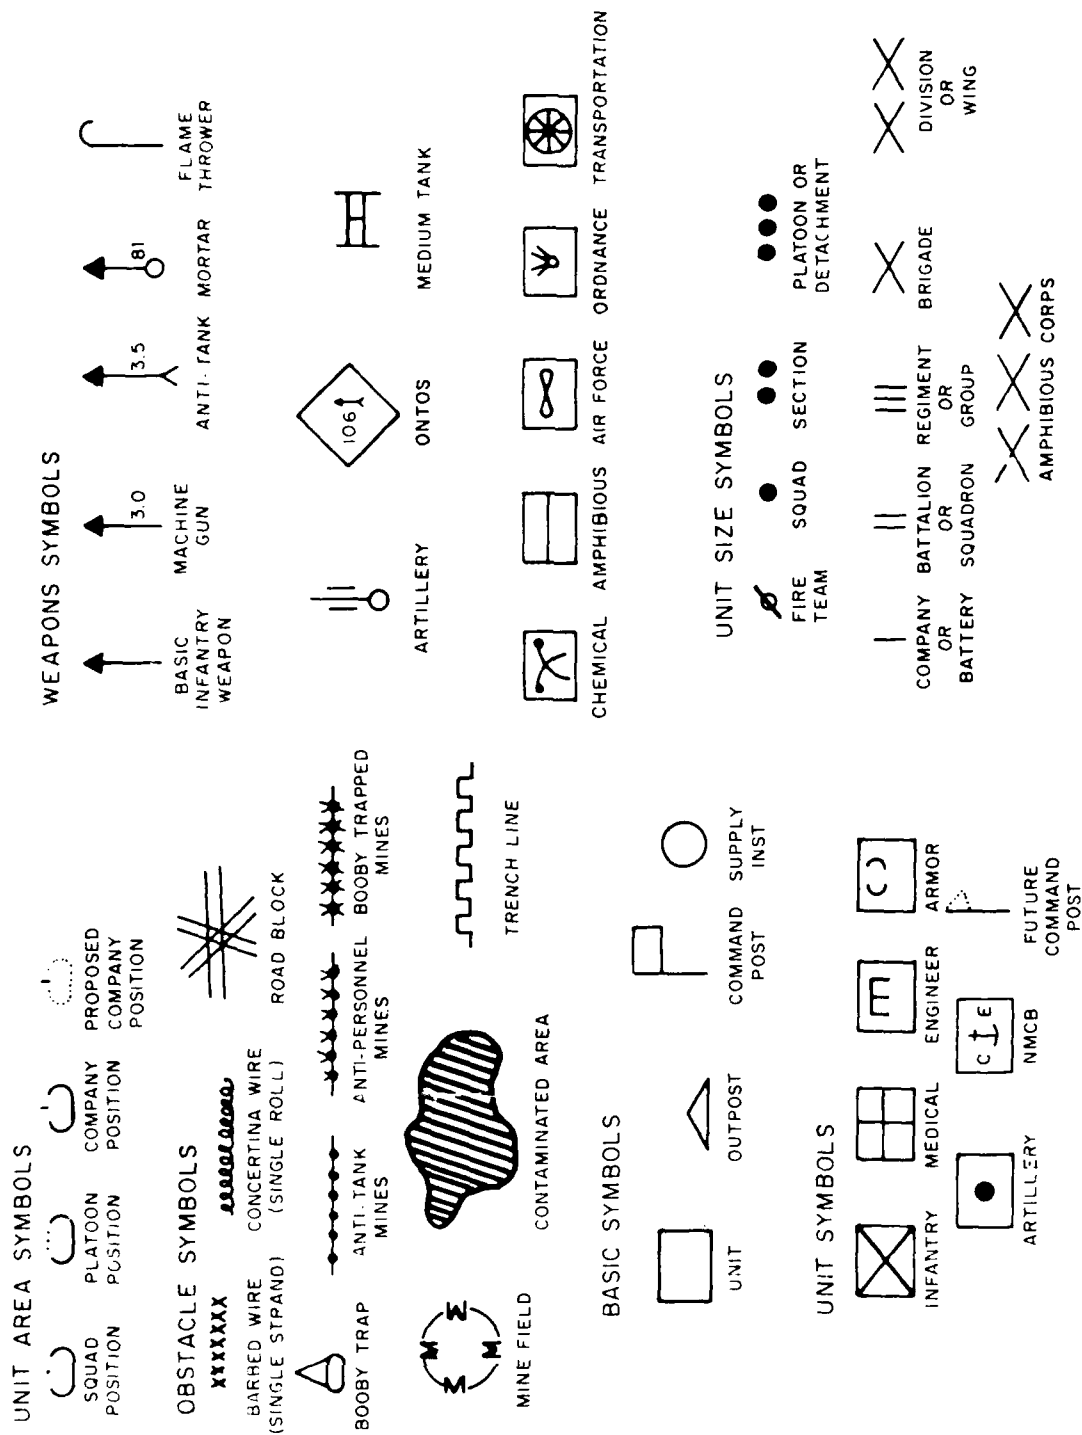 UNIT AREA SYMBOLS
SQUAD
POSITION
PLATOON
POSITION
COMPANY
POSITION
PROPOSED
COMPANY
POSITION
OBSTACLE SYMBOLS
xxxxxxx
BARBED WIRE
(SINGLE STRAND)
CONCERTINA WIRE
(SINGLE ROLL)
ROAD BLOCK
BOOBY TRAP
ANTI-TANK
MINES
ANTI-PERSONNEL
MINES
BOOBY TRAPPED
MINES
M
M
M
M
MINE FIELD
CONTAMINATED AREA
TRENCH LINE
BASIC SYMBOLS
UNIT
OUTPOST
COMMAND
POST
SUPPLY
INST
UNIT SYMBOLS
E
INFANTRY
MEDICAL
ENGINEER
ARMOR
C E
ARTILLERY
NMCB
FUTURE
COMMAND
POST
WEAPONS SYMBOLS
3.0
3.5
81
BASIC
INFANTRY
WEAPON
MACHINE
GUN
ANTI-TANK
MORTAR
FLAME
THROWER
106
ARTILLERY
ONTOS
MEDIUM TANK
CHEMICAL
AMPHIBIOUS
AIR FORCE
ORDNANCE
TRANSPORTATION
UNIT SIZE SYMBOLS
FIRE
TEAM
SQUAD
SECTION
PLATOON OR
DETACHMENT
COMPANY
OR
BATTERY
BATTALION
OR
SQUADRON
REGIMENT
OR
GROUP
BRIGADE
DIVISION
OR
WING
AMPHIBIOUS CORPS